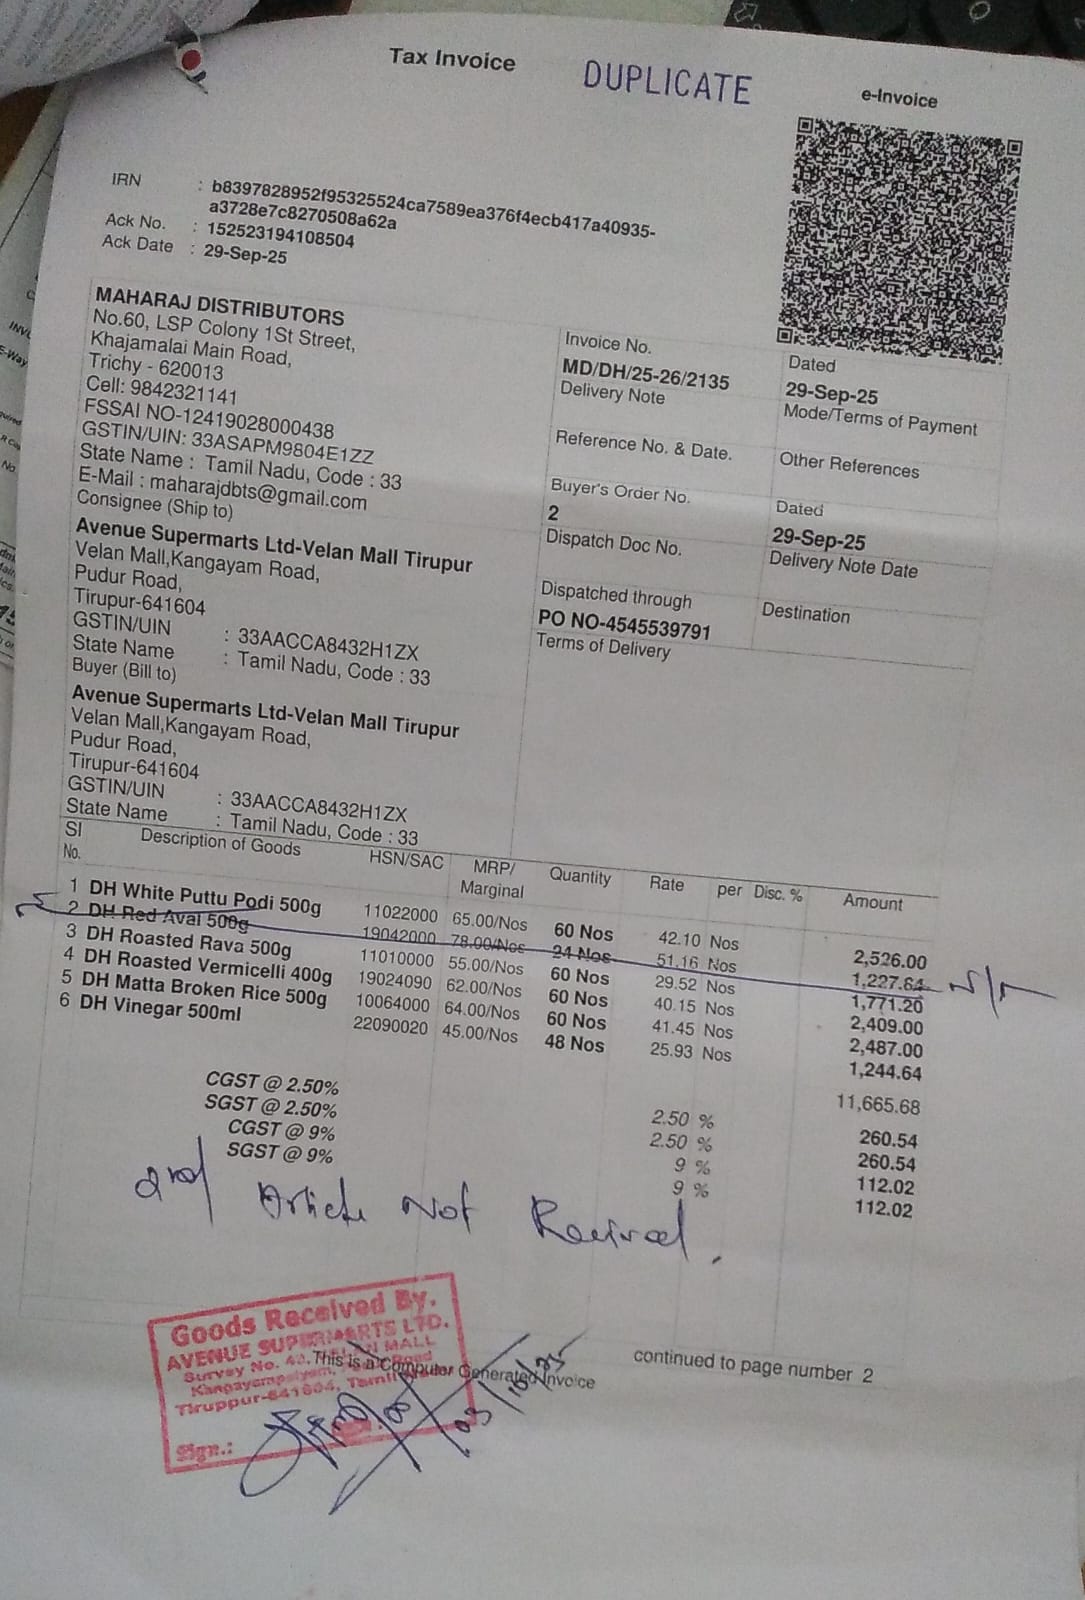 Tax Invoice
DUPLICATE
e-Invoice
IRN : b8397828952f95325524ca7589ea376f4ecb417a40935-
a3728e7c8270508a62a
Ack No. : 152523194108504
Ack Date : 29-Sep-25
MAHARAJ DISTRIBUTORS
No.60, LSP Colony 1St Street,
Khajamalai Main Road,
Trichy - 620013
Cell: 9842321141
FSSAI NO-12419028000438
GSTIN/UIN: 33ASAPM9804E1ZZ
State Name : Tamil Nadu, Code : 33
E-Mail : maharajdbts@gmail.com
Consignee (Ship to)
Avenue Supermarts Ltd-Velan Mall Tirupur
Velan Mall,Kangayam Road,
Pudur Road,
Tirupur-641604
GSTIN/UIN : 33AACCA8432H1ZX
State Name : Tamil Nadu, Code : 33
Buyer (Bill to)
Avenue Supermarts Ltd-Velan Mall Tirupur
Velan Mall,Kangayam Road,
Pudur Road,
Tirupur-641604
GSTIN/UIN : 33AACCA8432H1ZX
State Name : Tamil Nadu, Code : 33
Invoice No. Dated
MD/DH/25-26/2135 29-Sep-25
Delivery Note Mode/Terms of Payment
Reference No. & Date. Other References
Buyer's Order No. Dated
2 29-Sep-25
Dispatch Doc No. Delivery Note Date
Dispatched through Destination
PO NO-4545539791
Terms of Delivery
SI No. Description of Goods HSN/SAC MRP/ Marginal Quantity Rate per Disc. % Amount
1 DH White Puttu Podi 500g 11022000 65.00/Nos 60 Nos 42.10 Nos 2,526.00
2 DH Red Aval 500g 19042000 78.00/Nos 24 Nos 51.16 Nos 1,227.84
3 DH Roasted Rava 500g 11010000 55.00/Nos 60 Nos 29.52 Nos 1,771.20
4 DH Roasted Vermicelli 400g 19024090 62.00/Nos 60 Nos 40.15 Nos 2,409.00
5 DH Matta Broken Rice 500g 10064000 64.00/Nos 60 Nos 41.45 Nos 2,487.00
6 DH Vinegar 500ml 22090020 45.00/Nos 48 Nos 25.93 Nos 1,244.64
11,665.68
CGST @ 2.50% 2.50 % 260.54
SGST @ 2.50% 2.50 % 260.54
CGST @ 9% 9 % 112.02
SGST @ 9% 9 % 112.02
2nd Article Not Recived.
Goods Received By.
AVENUE SUPERMARTS LTD.
Survey No. MALL
Road
Tiruppur-641604, Tamil
Sign.:
03/10/25
This is a Computer Generated Invoice
continued to page number 2